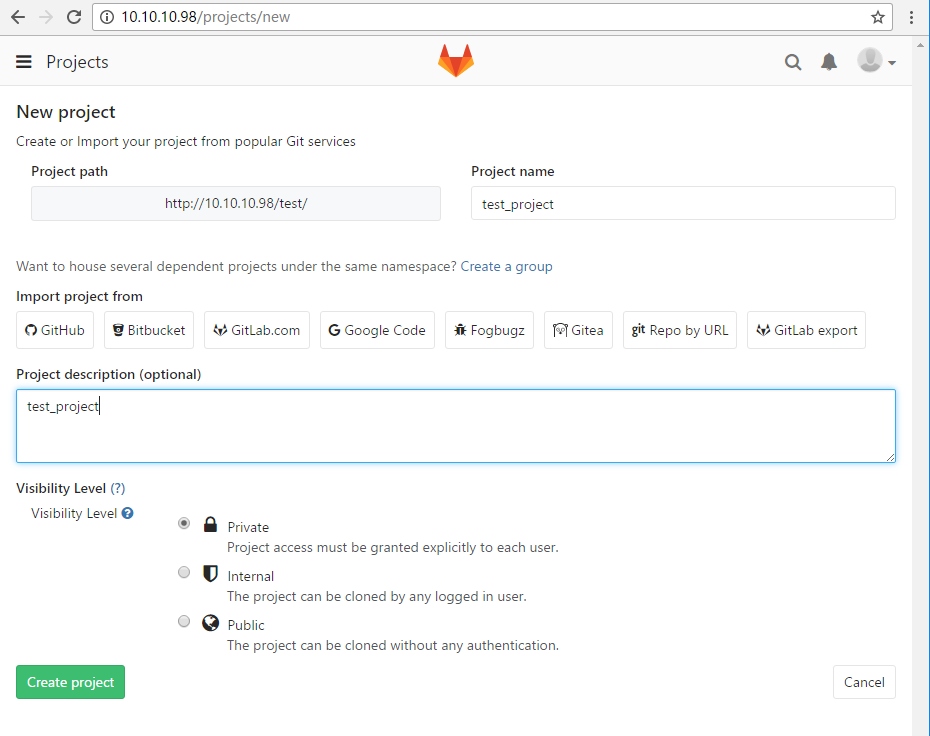 10.10.10.98/projects/new
Projects
New project
Create or Import your project from popular Git services
Project path
Project name
http://10.10.10.98/test/
test_project
Want to house several dependent projects under the same namespace? Create a group
Import project from
GitHub Bitbucket GitLab.com G Google Code Fogbugz Gitea git Repo by URL GitLab export
Project description (optional)
test_project
Visibility Level (?)
Visibility Level ?
Private
Project access must be granted explicitly to each user.
Internal
The project can be cloned by any logged in user.
Public
The project can be cloned without any authentication.
Create project
Cancel